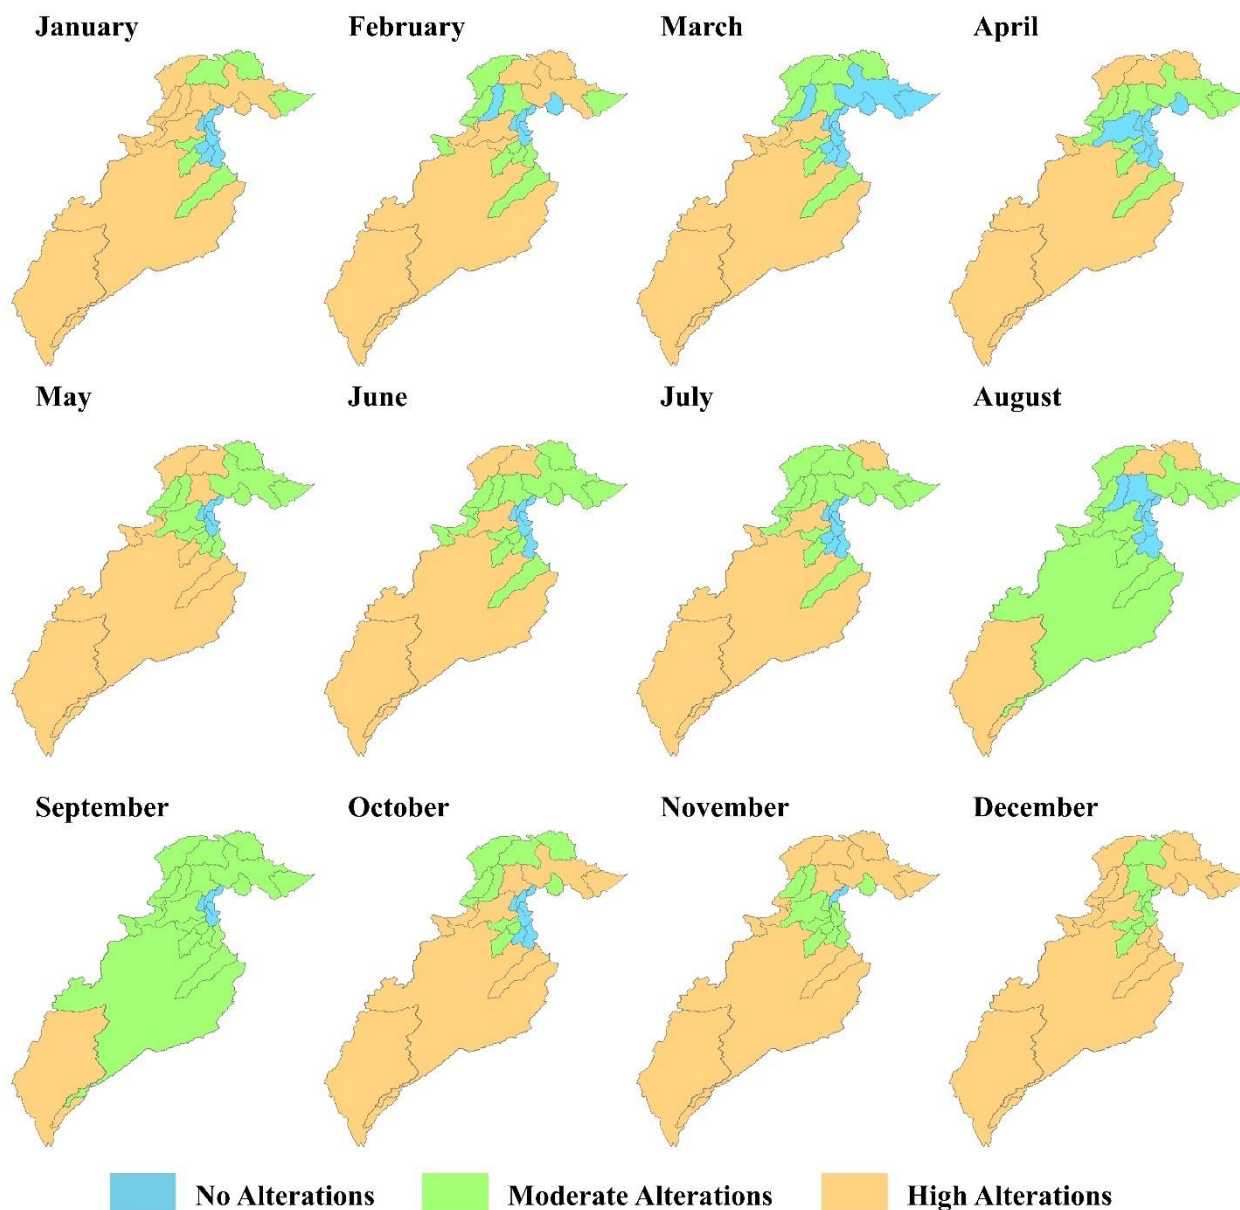 January
February
March
April
May
June
July
August
September
October
November
December
No Alterations
Moderate Alterations
High Alterations